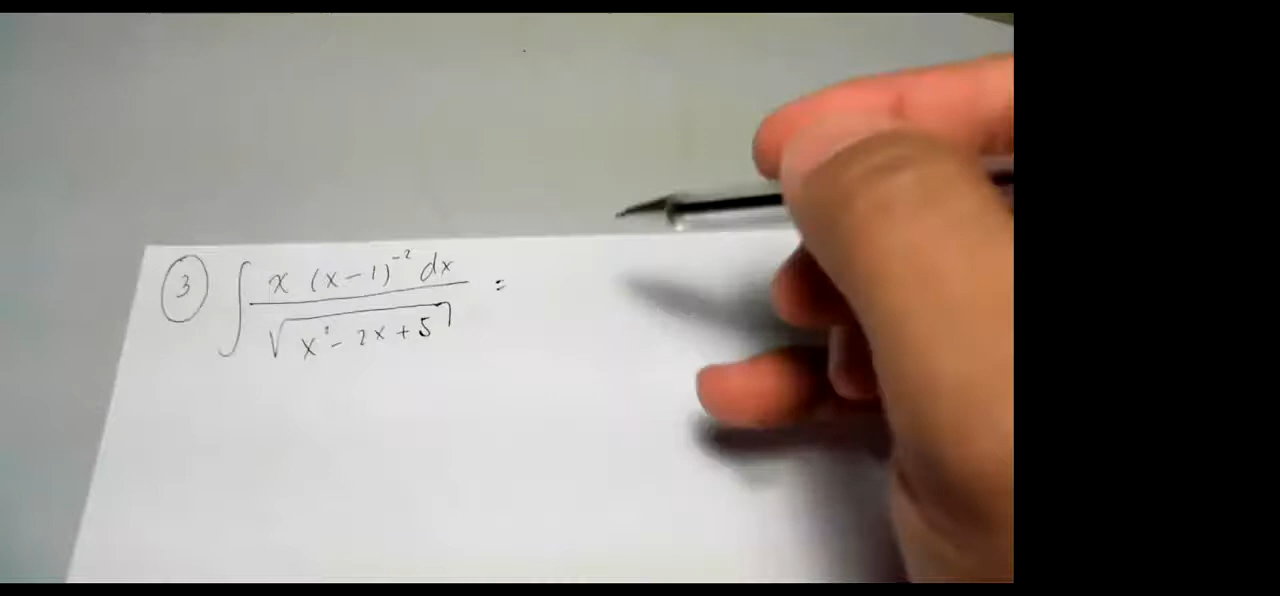 ③ ∫ x (x-1)⁻² dx / √(x²-2x+5) =